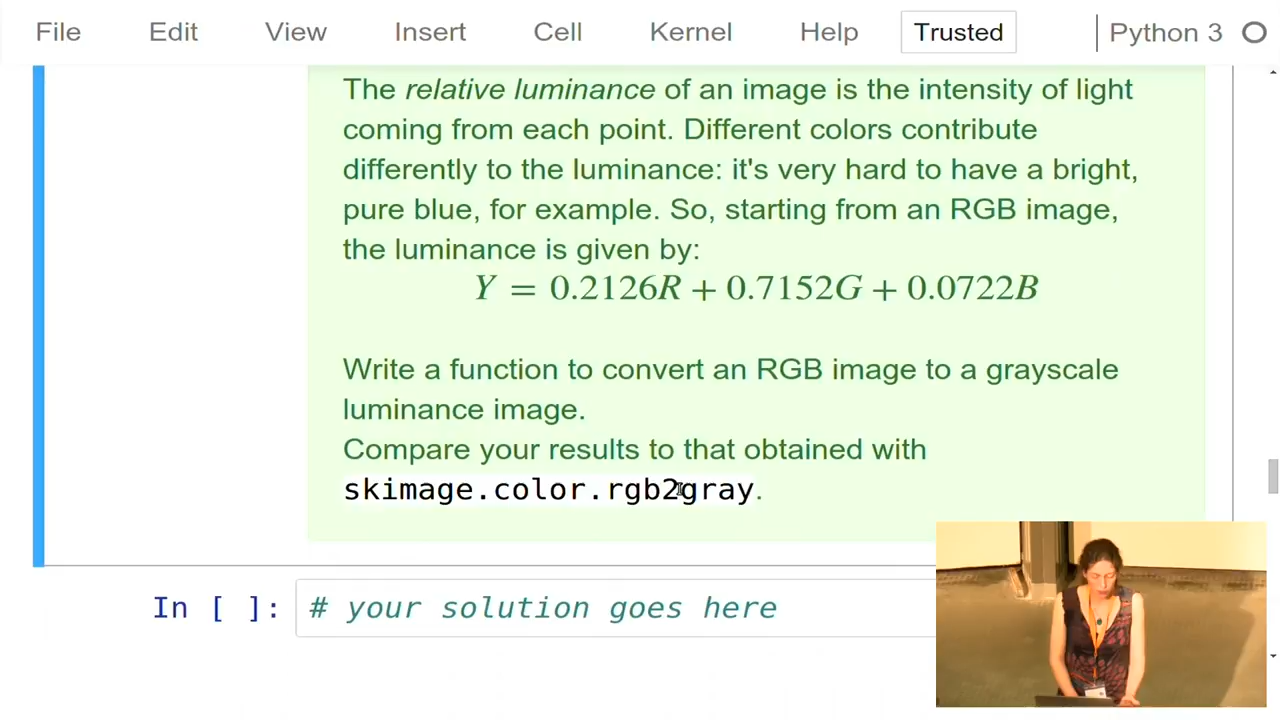 File Edit View Insert Cell Kernel Help Trusted Python 3
The relative luminance of an image is the intensity of light
coming from each point. Different colors contribute
differently to the luminance: it's very hard to have a bright,
pure blue, for example. So, starting from an RGB image,
the luminance is given by:
Y = 0.2126R + 0.7152G + 0.0722B
Write a function to convert an RGB image to a grayscale
luminance image.
Compare your results to that obtained with
skimage.color.rgb2gray.
In [ ]: # your solution goes here